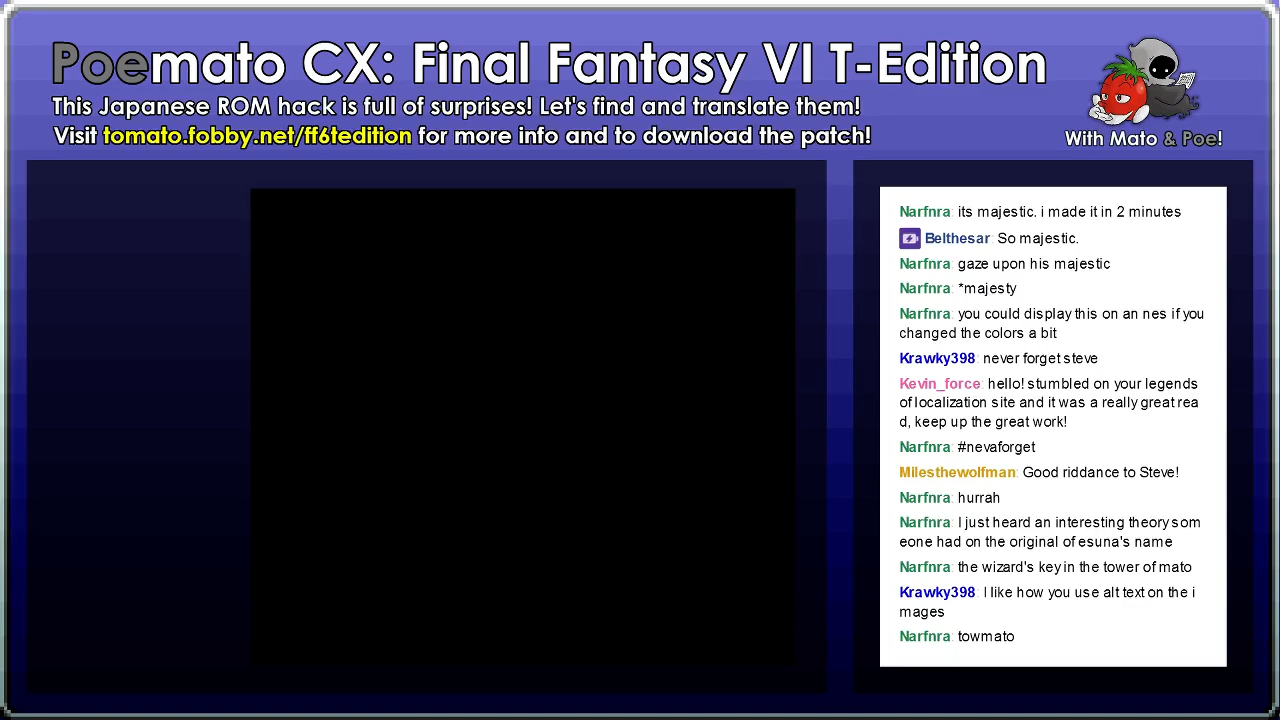 Poemato CX: Final Fantasy VI T-Edition
This Japanese ROM hack is full of surprises! Let's find and translate them!
Visit tomato.fobby.net/ff6tedition for more info and to download the patch!
With Mato & Poe!
Narfnra: its majestic. i made it in 2 minutes
Belthesar: So majestic.
Narfnra: gaze upon his majestic
Narfnra: *majesty
Narfnra: you could display this on an nes if you
changed the colors a bit
Krawky398: never forget steve
Kevin_force: hello! stumbled on your legends
of localization site and it was a really great rea
d, keep up the great work!
Narfnra: #nevaforget
Milesthewolfman: Good riddance to Steve!
Narfnra: hurrah
Narfnra: I just heard an interesting theory som
eone had on the original of esuna's name
Narfnra: the wizard's key in the tower of mato
Krawky398: I like how you use alt text on the i
mages
Narfnra: towmato